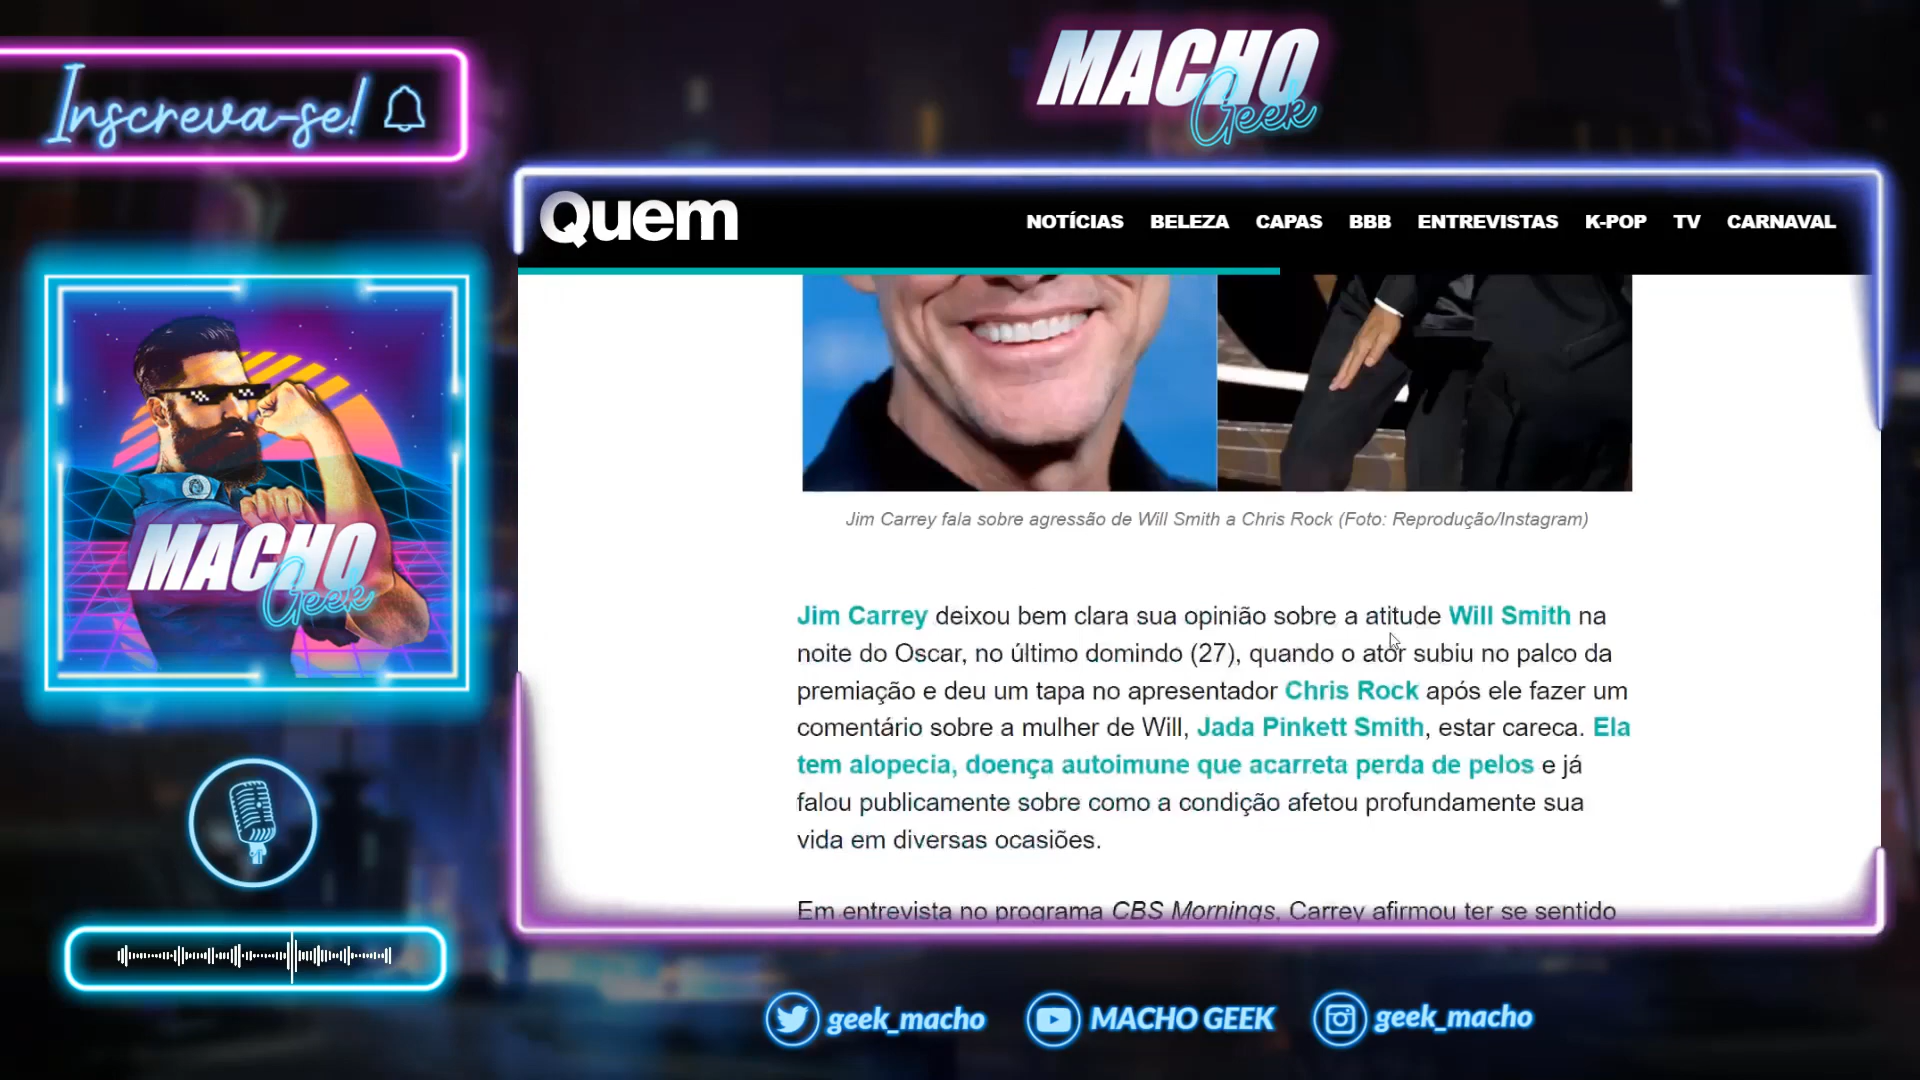 Inscreva-se!
MACHO
Geek
Quem
NOTÍCIAS BELEZA CAPAS BBB ENTREVISTAS K-POP TV CARNAVAL
MACHO
Geek
Jim Carrey fala sobre agressão de Will Smith a Chris Rock (Foto: Reprodução/Instagram)
Jim Carrey deixou bem clara sua opinião sobre a atitude Will Smith na
noite do Oscar, no último domindo (27), quando o ator subiu no palco da
premiação e deu um tapa no apresentador Chris Rock após ele fazer um
comentário sobre a mulher de Will, Jada Pinkett Smith, estar careca. Ela
tem alopecia, doença autoimune que acarreta perda de pelos e já
falou publicamente sobre como a condição afetou profundamente sua
vida em diversas ocasiões.
Em entrevista no programa CBS Mornings, Carrey afirmou ter se sentido
geek_macho MACHO GEEK geek_macho